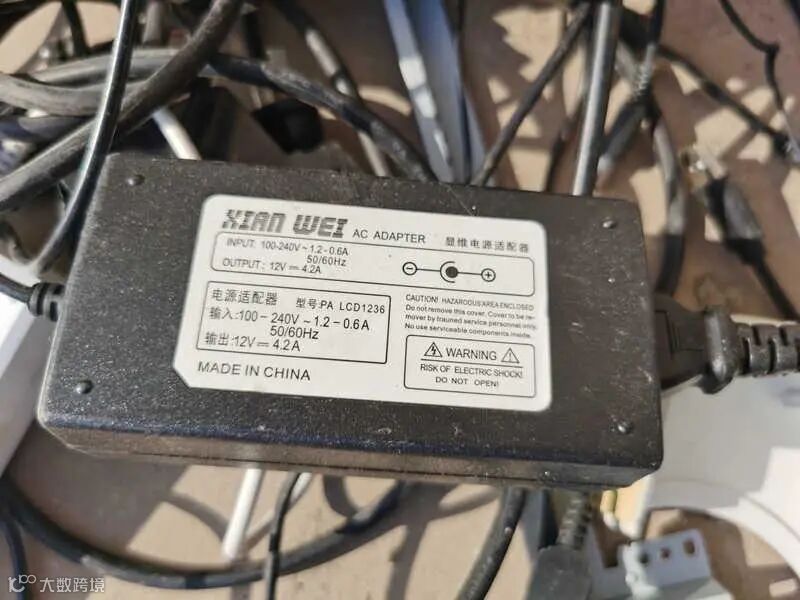 XIAN WEI AC ADAPTER 显维电源适配器
INPUT: 100-240V~1.2-0.6A
50/60Hz
OUTPUT: 12V⎓4.2A
电源适配器 型号:PA LCD1236
输入:100-240V~1.2-0.6A
50/60Hz
输出:12V⎓4.2A
MADE IN CHINA
CAUTION! HAZARODUS AREA ENCLOSED
Do not remove this cover. Cover to be re-
mover by trauned service personnel only.
No use serviceable components inside.
WARNING
RISK OF ELECTRIC SHOCK!
DO NOT OPEN!
大数跨境